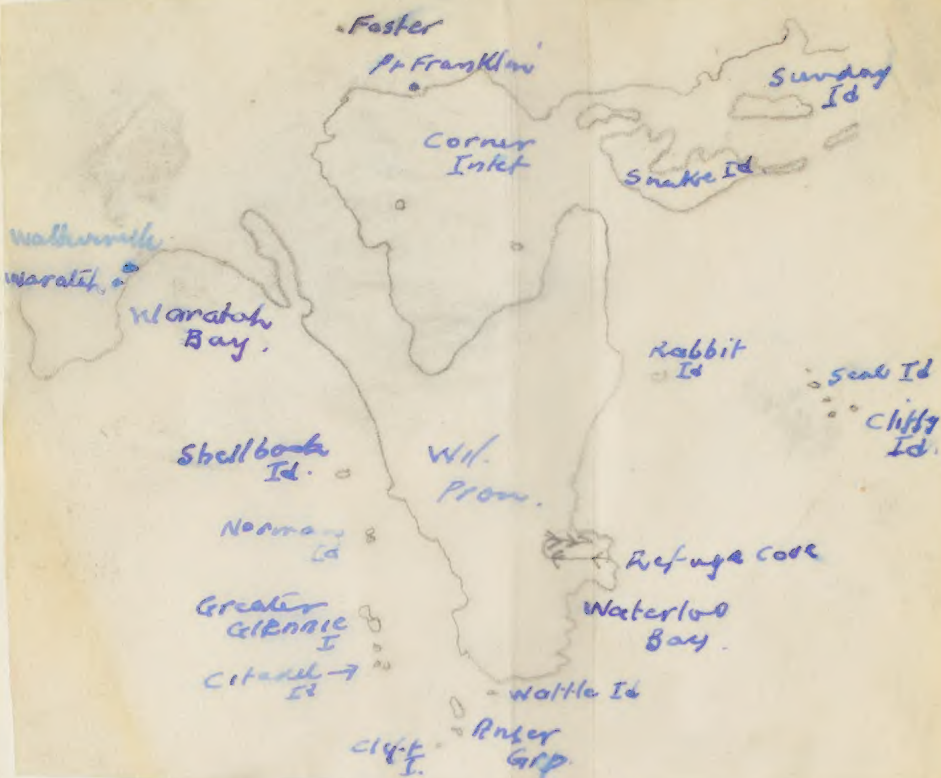 Foster
Pt Franklin
Sunday
Id
Corner
Inlet
Snake Id.
Walkerville
Waratah.
Waratah
Bay.
Rabbit
Id
Seal Id
Cliffy
Id.
Shellback
Id.
Wil.
Prom.
Norman
Id
Refuge Cove
Greater
Glennie
I
Waterloo
Bay.
Citadel →
Id
Wattle Id
Anser
Grp.
Cleft
I.